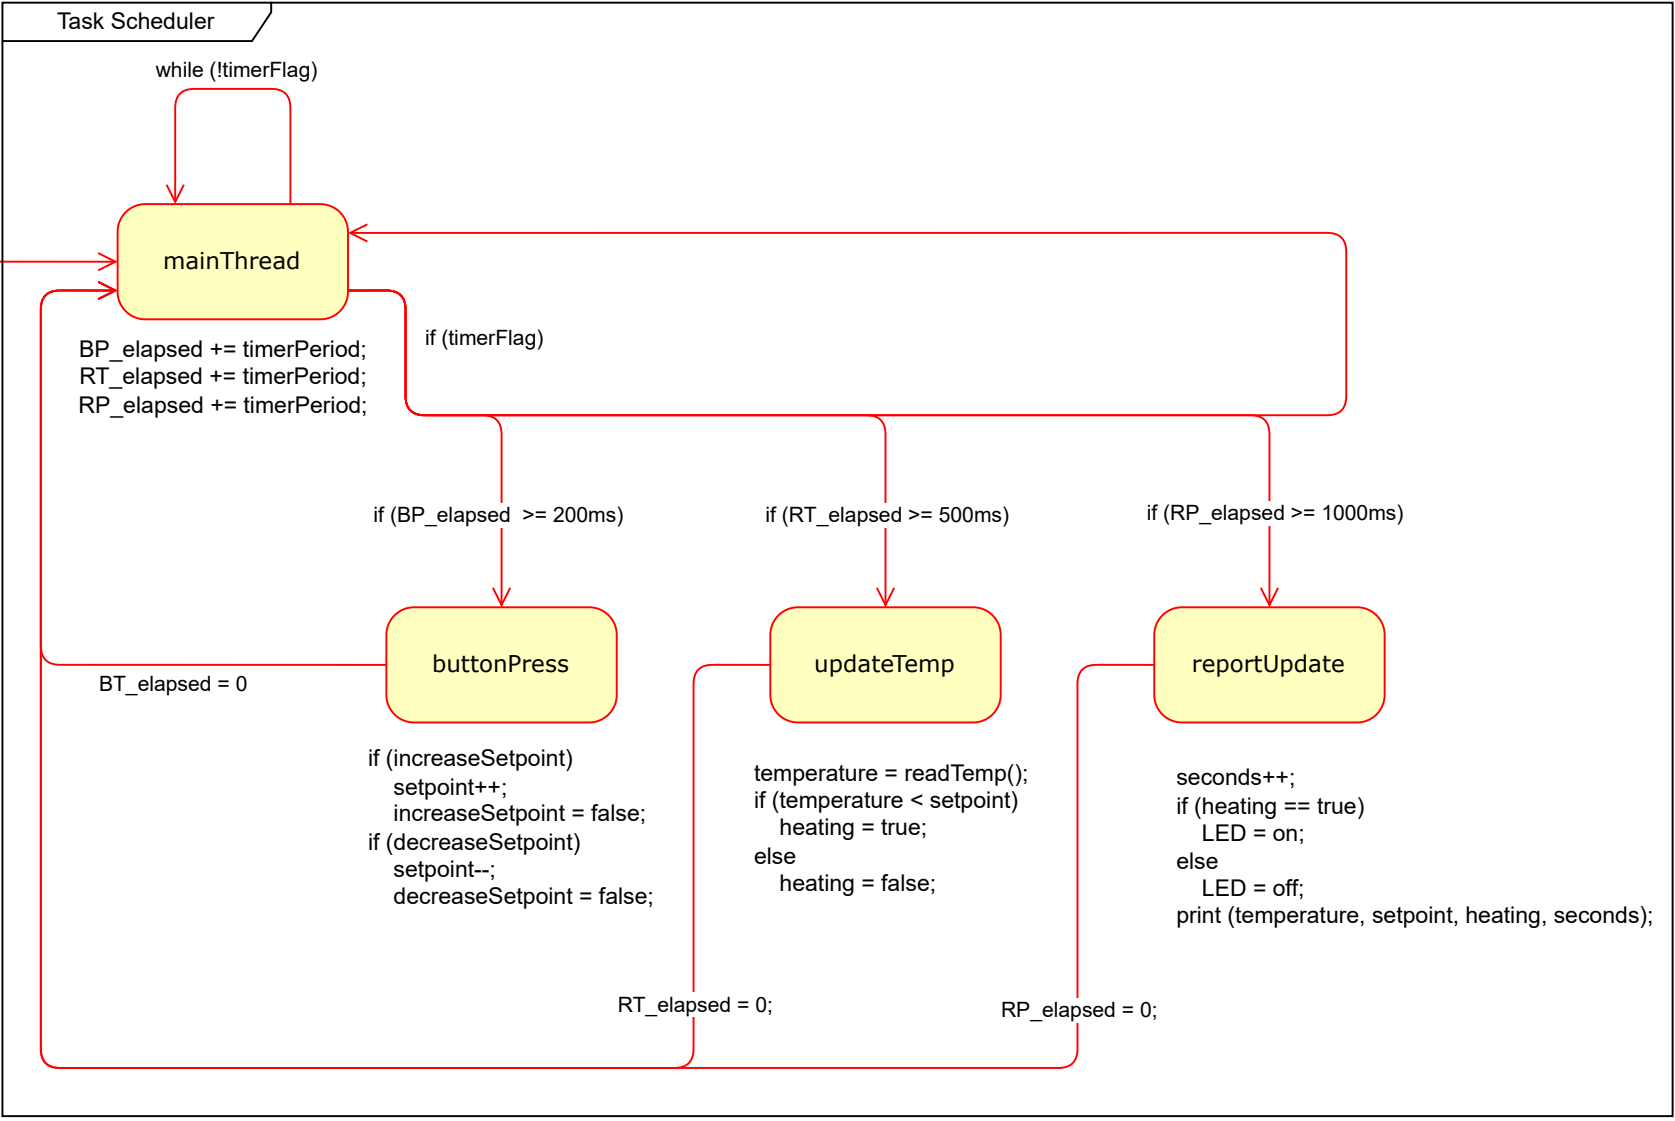 Task Scheduler
while (!timerFlag)
mainThread
if (timerFlag)
BP_elapsed += timerPeriod;
RT_elapsed += timerPeriod;
RP_elapsed += timerPeriod;
if (BP_elapsed  >= 200ms)
if (RT_elapsed >= 500ms)
if (RP_elapsed >= 1000ms)
buttonPress
updateTemp
reportUpdate
BT_elapsed = 0
if (increaseSetpoint)
    setpoint++;
    increaseSetpoint = false;
if (decreaseSetpoint)
    setpoint--;
    decreaseSetpoint = false;
temperature = readTemp();
if (temperature < setpoint)
    heating = true;
else
    heating = false;
seconds++;
if (heating == true)
    LED = on;
else
    LED = off;
print (temperature, setpoint, heating, seconds);
RT_elapsed = 0;
RP_elapsed = 0;